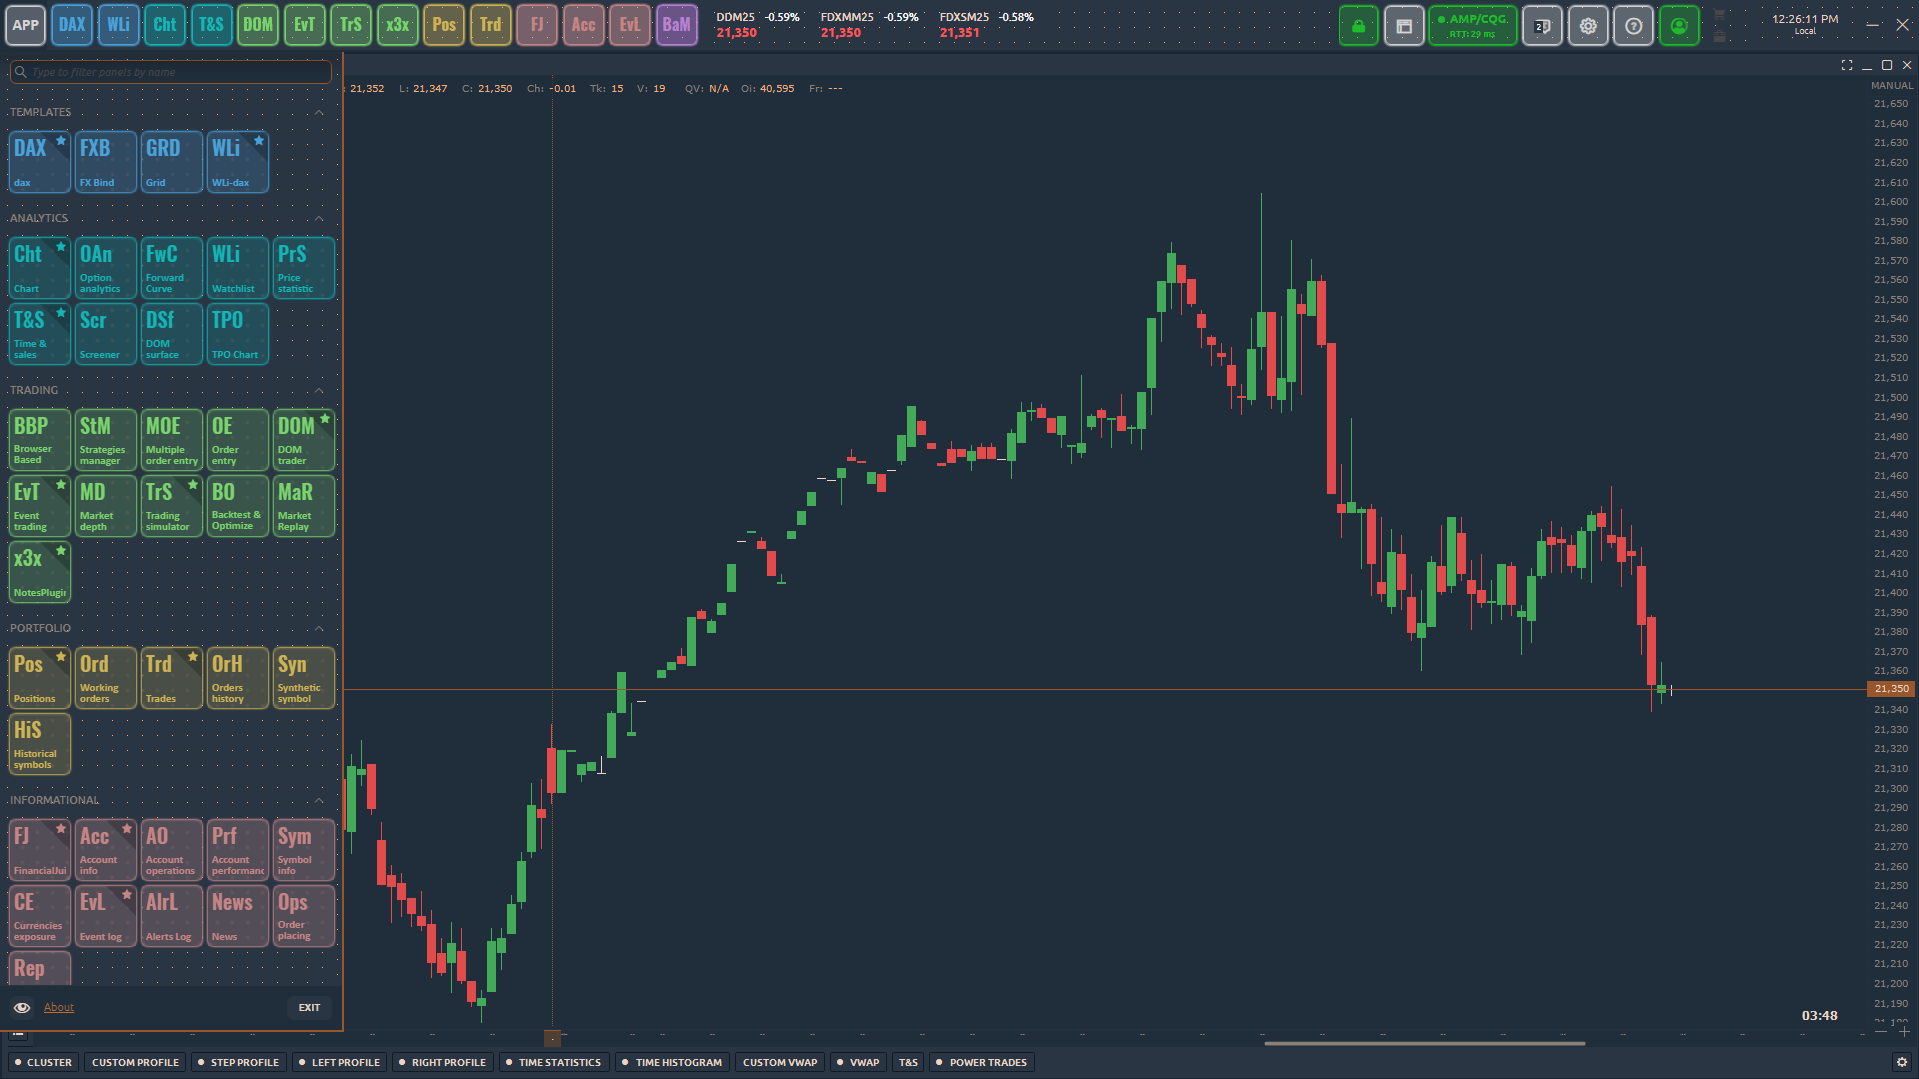 APP DAX WLi Cht T&S DOM EvT TrS x3x Pos Trd FJ Acc EvL BaM
DDM25 -0.59% FDXMM25 -0.59% FDXSM25 -0.58%
21,350 21,350 21,351
AMP/CQG
RTT: 29 ms
2
12:26:11 PM
Local
Type to filter panels by name
: 21,352 L: 21,347 C: 21,350 Ch: -0.01 Tk: 15 V: 19 QV: N/A Oi: 40,595 Fr: ---
MANUAL
TEMPLATES
DAX FXB GRD WLi
dax FX Bind Grid WLi-dax
ANALYTICS
Cht OAn FwC WLi PrS
Chart Option analytics Forward Curve Watchlist Price statistic
T&S Scr DSf TPO
Time & sales Screener DOM surface TPO Chart
TRADING
BBP StM MOE OE DOM
Browser Based Strategies manager Multiple order entry Order entry DOM trader
EvT MD TrS BO MaR
Event trading Market depth Trading simulator Backtest & Optimize Market Replay
x3x
NotesPlugin
PORTFOLIO
Pos Ord Trd OrH Syn
Positions Working orders Trades Orders history Synthetic symbol
HiS
Historical symbols
INFORMATIONAL
FJ Acc AO Prf Sym
FinancialJui Account info Account operations Account performanc Symbol info
CE EvL AlrL News Ops
Currencies exposure Event log Alerts Log News Order placing
Rep
About EXIT
21,650
21,640
21,630
21,620
21,610
21,600
21,590
21,580
21,570
21,560
21,550
21,540
21,530
21,520
21,510
21,500
21,490
21,480
21,470
21,460
21,450
21,440
21,430
21,420
21,410
21,400
21,390
21,380
21,370
21,360
21,350
21,340
21,330
21,320
21,310
21,300
21,290
21,280
21,270
21,260
21,250
21,240
21,230
21,220
21,210
21,200
21,190
03:48
CLUSTER CUSTOM PROFILE STEP PROFILE LEFT PROFILE RIGHT PROFILE TIME STATISTICS TIME HISTOGRAM CUSTOM VWAP VWAP T&S POWER TRADES